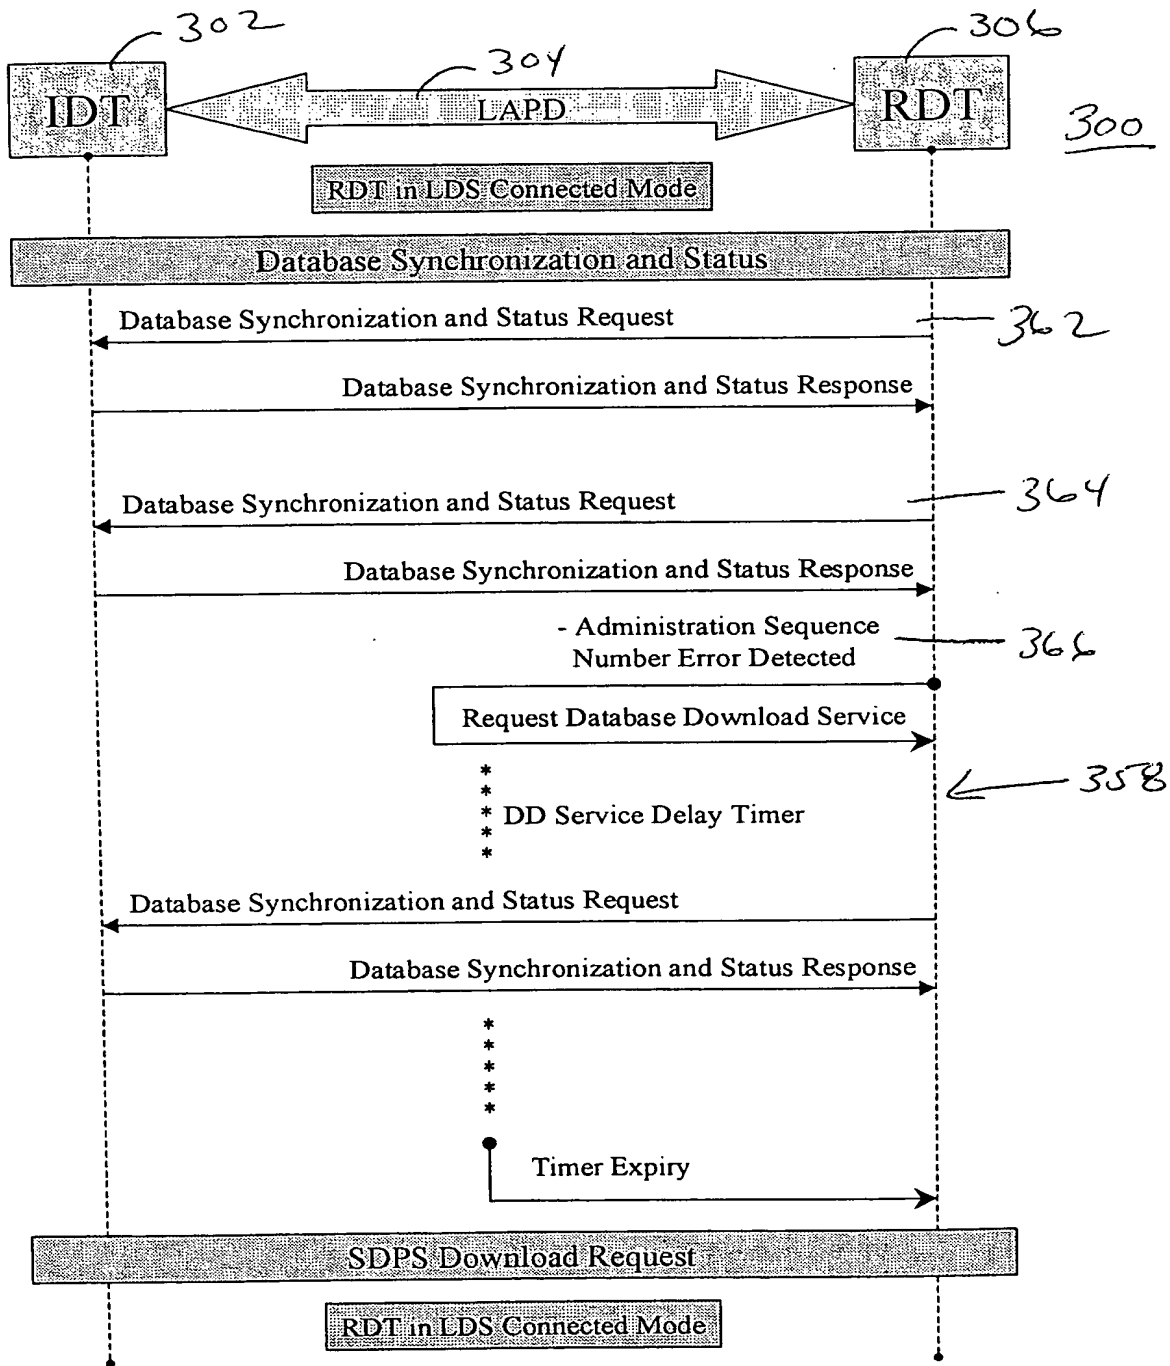 302
304
306
IDT
LAPD
RDT
300
RDT in LDS Connected Mode
Database Synchronization and Status
Database Synchronization and Status Request
362
Database Synchronization and Status Response
Database Synchronization and Status Request
364
Database Synchronization and Status Response
- Administration Sequence
Number Error Detected
366
Request Database Download Service
*
*
* DD Service Delay Timer
*
*
358
Database Synchronization and Status Request
Database Synchronization and Status Response
*
*
*
*
*
Timer Expiry
SDPS Download Request
RDT in LDS Connected Mode